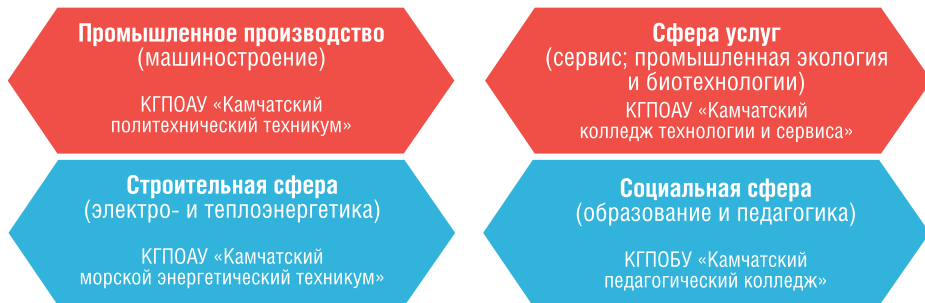 Промышленное производство
(машиностроение)
КГПОАУ «Камчатский
политехнический техникум»
Сфера услуг
(сервис; промышленная экология
и биотехнологии)
КГПОАУ «Камчатский
колледж технологии и сервиса»
Строительная сфера
(электро- и теплоэнергетика)
КГПОАУ «Камчатский
морской энергетический техникум»
Социальная сфера
(образование и педагогика)
КГПОБУ «Камчатский
педагогический колледж»